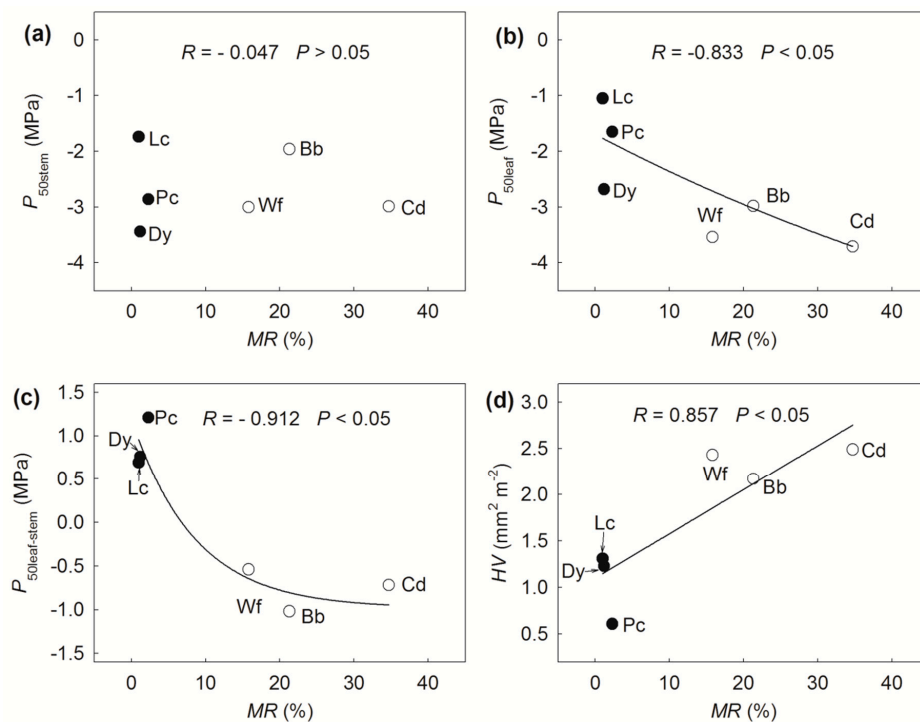 (a)
R = - 0.047 P > 0.05
P50stem (MPa)
0
-1
-2
-3
-4
Lc
Pc
Dy
Wf
Bb
Cd
0 10 20 30 40
MR (%)
(b)
R = -0.833 P < 0.05
P50leaf (MPa)
0
-1
-2
-3
-4
Lc
Pc
Dy
Wf
Bb
Cd
0 10 20 30 40
MR (%)
(c)
R = - 0.912 P < 0.05
P50leaf-stem (MPa)
1.5
1.0
0.5
0.0
-0.5
-1.0
-1.5
Pc
Dy
Lc
Wf
Bb
Cd
0 10 20 30 40
MR (%)
(d)
R = 0.857 P < 0.05
HV (mm² m⁻²)
3.0
2.5
2.0
1.5
1.0
0.5
Lc
Dy
Pc
Wf
Bb
Cd
0 10 20 30 40
MR (%)